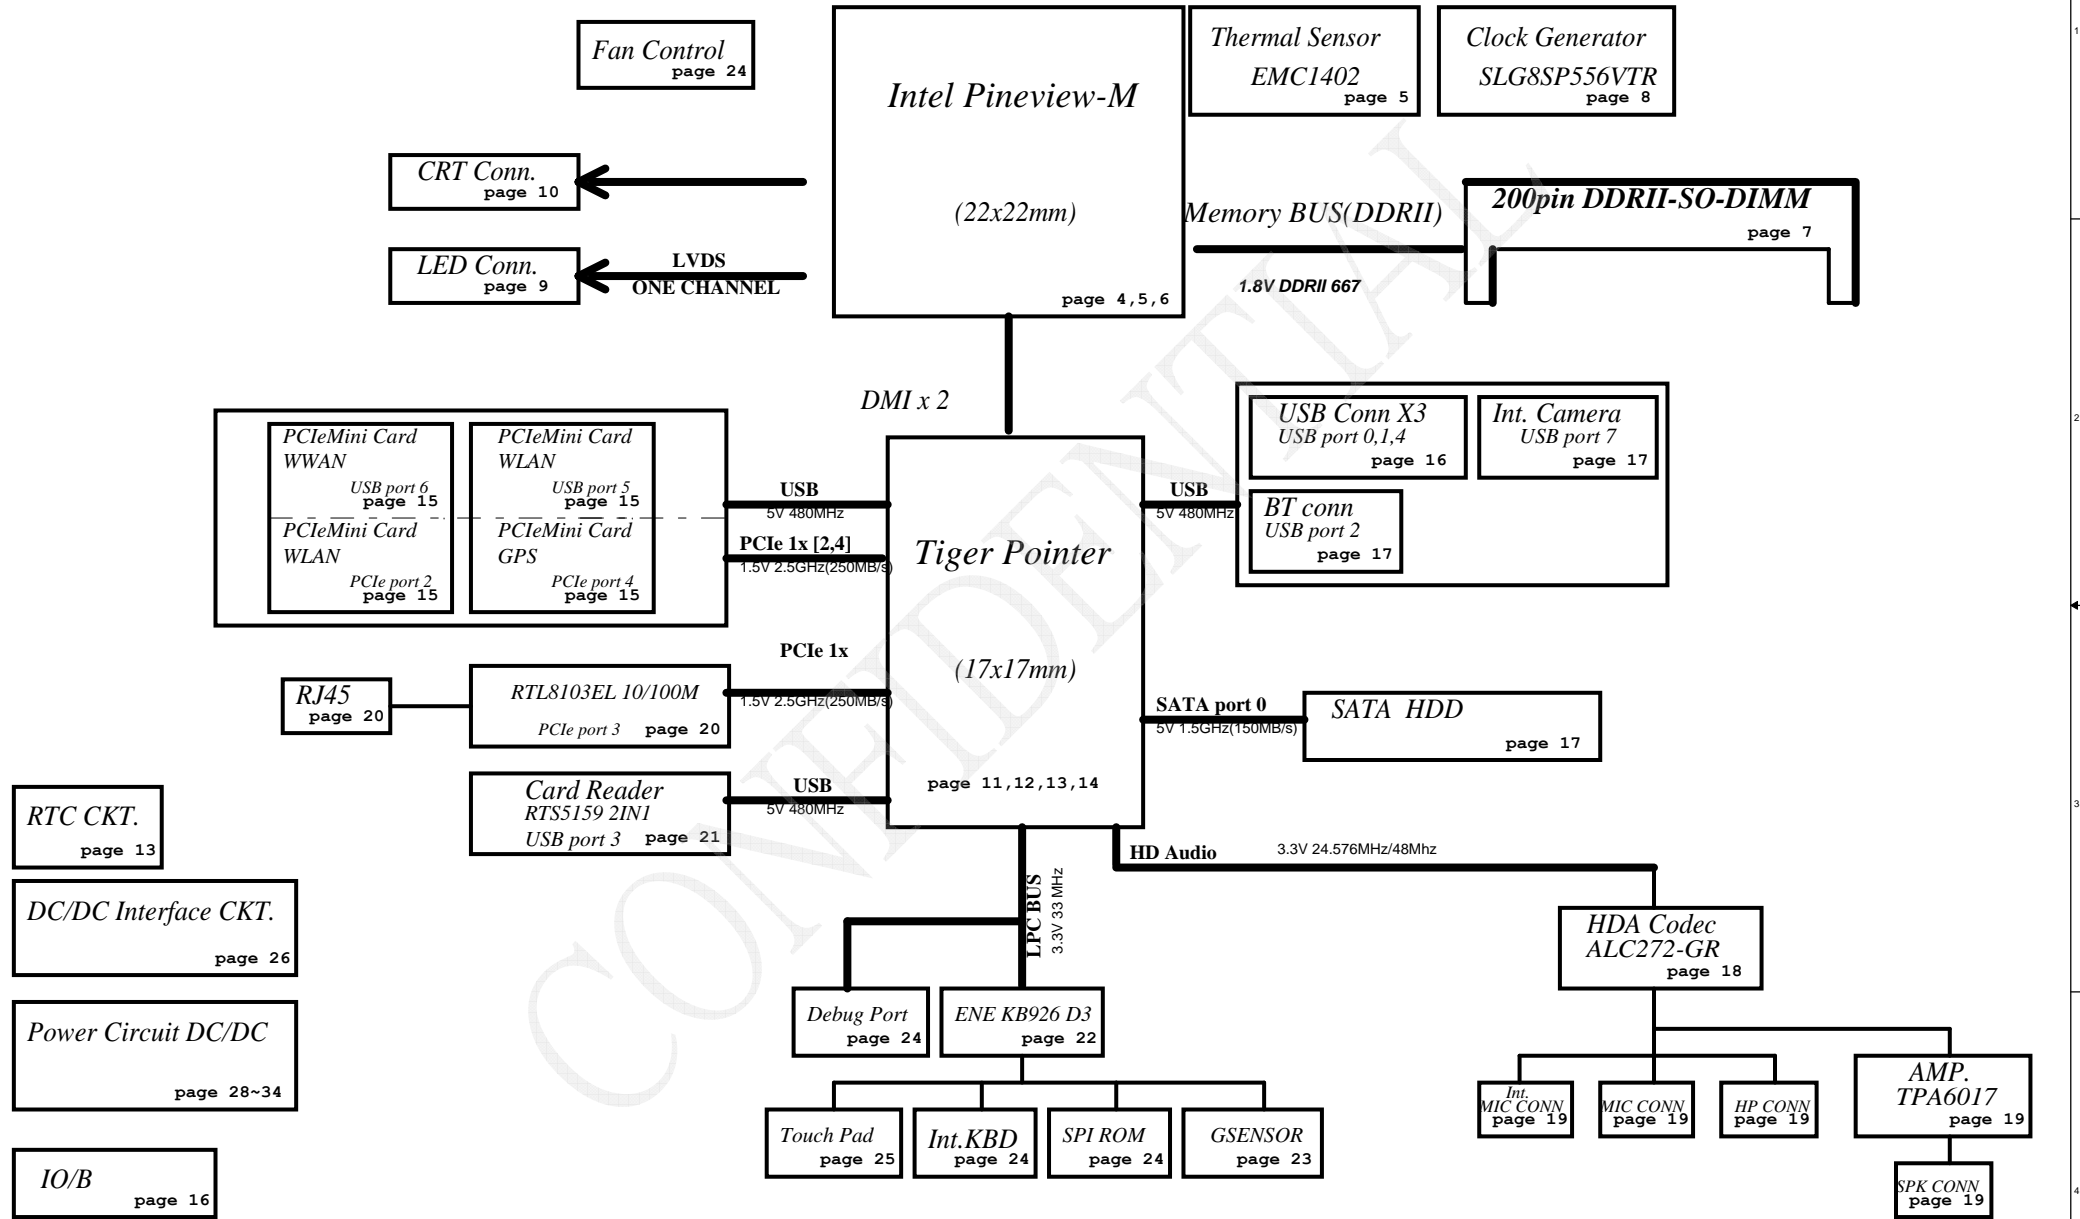 Fan Control
page 24
Intel Pineview-M
(22x22mm)
page 4,5,6
Thermal Sensor
EMC1402
page 5
Clock Generator
SLG8SP556VTR
page 8
CRT Conn.
page 10
LED Conn.
page 9
LVDS
ONE CHANNEL
Memory BUS(DDRII)
1.8V DDRII 667
200pin DDRII-SO-DIMM
page 7
DMI x 2
PCIeMini Card
WWAN
USB port 6
page 15
PCIeMini Card
WLAN
USB port 5
page 15
PCIeMini Card
WLAN
PCIe port 2
page 15
PCIeMini Card
GPS
PCIe port 4
page 15
USB
5V 480MHz
PCIe 1x [2,4]
1.5V 2.5GHz(250MB/s)
Tiger Pointer
(17x17mm)
page 11,12,13,14
USB
5V 480MHz
USB Conn X3
USB port 0,1,4
page 16
Int. Camera
USB port 7
page 17
BT conn
USB port 2
page 17
RJ45
page 20
RTL8103EL 10/100M
PCIe port 3
page 20
PCIe 1x
1.5V 2.5GHz(250MB/s)
SATA port 0
5V 1.5GHz(150MB/s)
SATA HDD
page 17
Card Reader
RTS5159 2IN1
USB port 3
page 21
USB
5V 480MHz
RTC CKT.
page 13
DC/DC Interface CKT.
page 26
Power Circuit DC/DC
page 28~34
IO/B
page 16
LPC BUS
3.3V 33 MHz
HD Audio
3.3V 24.576MHz/48Mhz
HDA Codec
ALC272-GR
page 18
Debug Port
page 24
ENE KB926 D3
page 22
Touch Pad
page 25
Int.KBD
page 24
SPI ROM
page 24
GSENSOR
page 23
Int.
MIC CONN
page 19
MIC CONN
page 19
HP CONN
page 19
AMP.
TPA6017
page 19
SPK CONN
page 19
CONFIDENTIAL
1
2
3
4